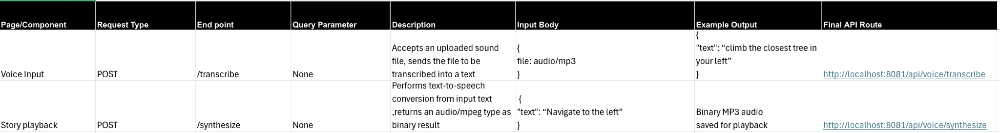 Page/Component
Request Type
End point
Query Parameter
Description
Input Body
Example Output
Final API Route
Voice Input
POST
/transcribe
None
Accepts an uploaded sound
file, sends the file to be
transcribed into a text
{
file: audio/mp3
}
{
"text": “climb the closest tree in
your left”
}
http://localhost:8081/api/voice/transcribe
Story playback
POST
/synthesize
None
Performs text-to-speech
conversion from input text
,returns an audio/mpeg type as
binary result
{
"text": “Navigate to the left”
}
Binary MP3 audio
saved for playback
http://localhost:8081/api/voice/synthesize